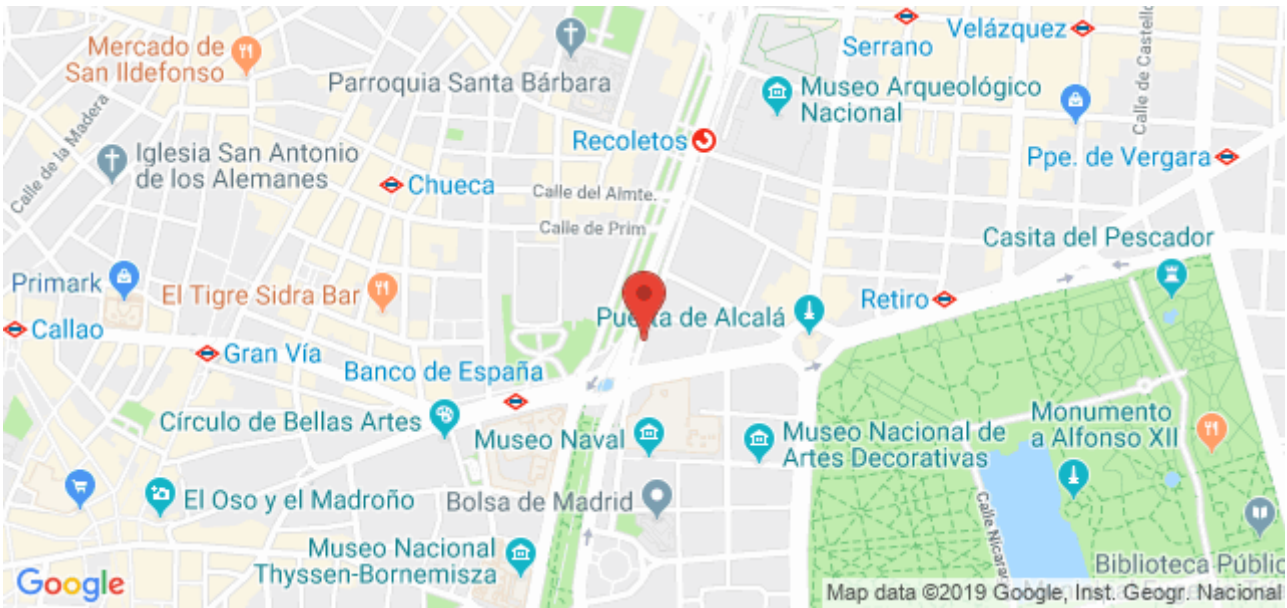 Mercado de
San Ildefonso
Parroquia Santa Bárbara
Serrano
Velázquez
Calle de Castelló
Museo Arqueológico
Nacional
Recoletos
Ppe. de Vergara
Calle de la Madera
Iglesia San Antonio
de los Alemanes
Chueca
Calle del Almte.
Calle de Prim
Casita del Pescador
Primark
El Tigre Sidra Bar
Retiro
de Alcalá
Callao
Gran Vía
Banco de España
Círculo de Bellas Artes
Museo Naval
Museo Nacional de
Artes Decorativas
Monumento
a Alfonso XII
El Oso y el Madroño
Bolsa de Madrid
Museo Nacional
Thyssen-Bornemisza
Biblioteca Públic
Google
Map data ©2019 Google, Inst. Geogr. Nacional